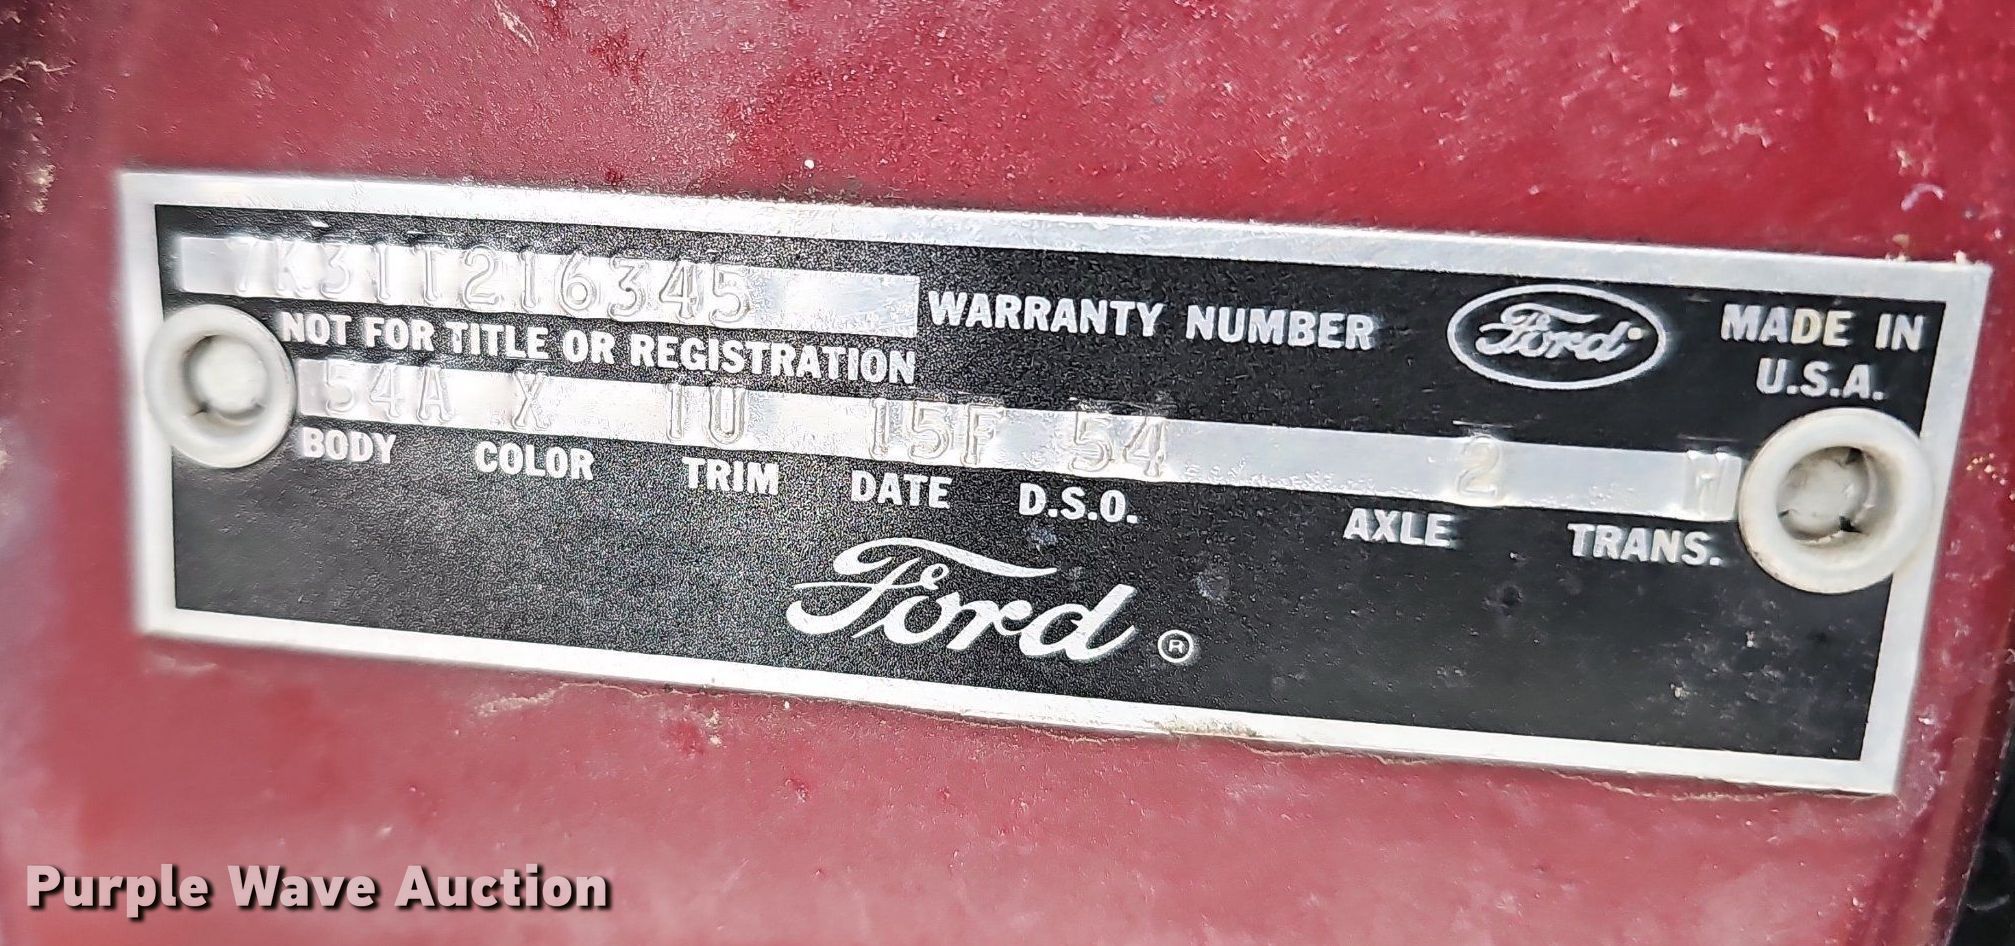 7K31T216345
WARRANTY NUMBER
Ford
MADE IN
U.S.A.
NOT FOR TITLE OR REGISTRATION
54A X 1U 15F 54 2 W
BODY COLOR TRIM DATE D.S.O. AXLE TRANS.
Ford ®
Purple Wave Auction